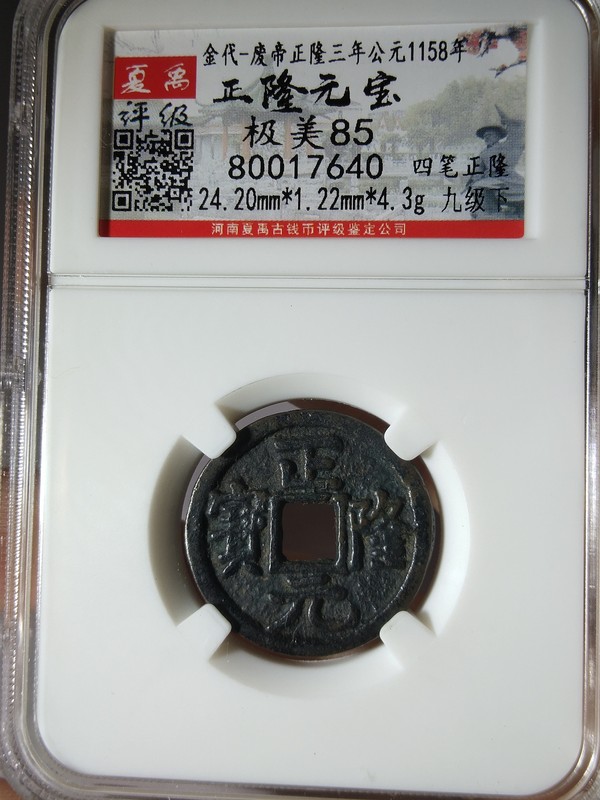 金代-废帝正隆三年公元1158年
夏禹
评级
正隆元宝
极美85
80017640 四笔正隆
24.20mm*1.22mm*4.3g 九级下
河南夏禹古钱币评级鉴定公司
正
隆
元
寶